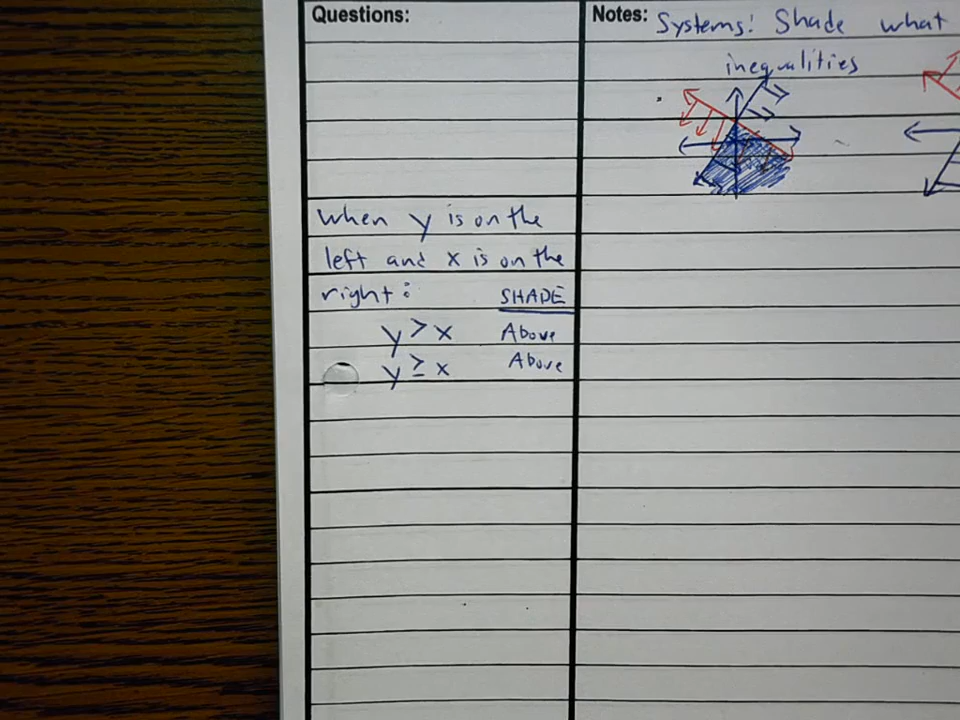 Questions:
Notes: Systems: Shade what
inequalities
when y is on the
left and x is on the
right: SHADE
y > x Above
y ≥ x Above